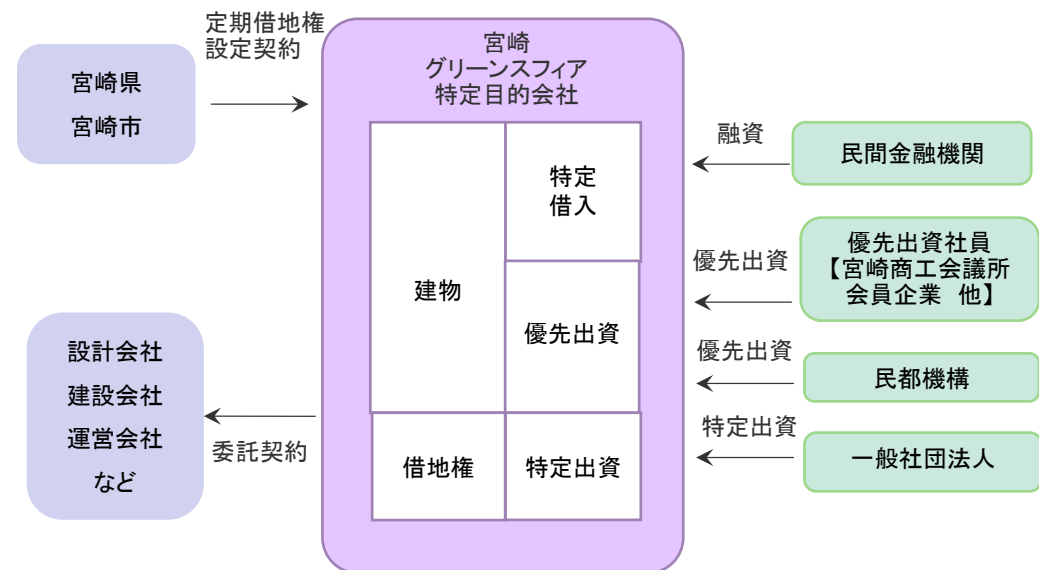 定期借地権
設定契約
宮崎県
宮崎市
宮崎
グリーンスフィア
特定目的会社
建物
特定
借入
優先出資
借地権
特定出資
融資
民間金融機関
優先出資
優先出資社員
【宮崎商工会議所
会員企業 他】
優先出資
民都機構
特定出資
一般社団法人
設計会社
建設会社
運営会社
など
委託契約